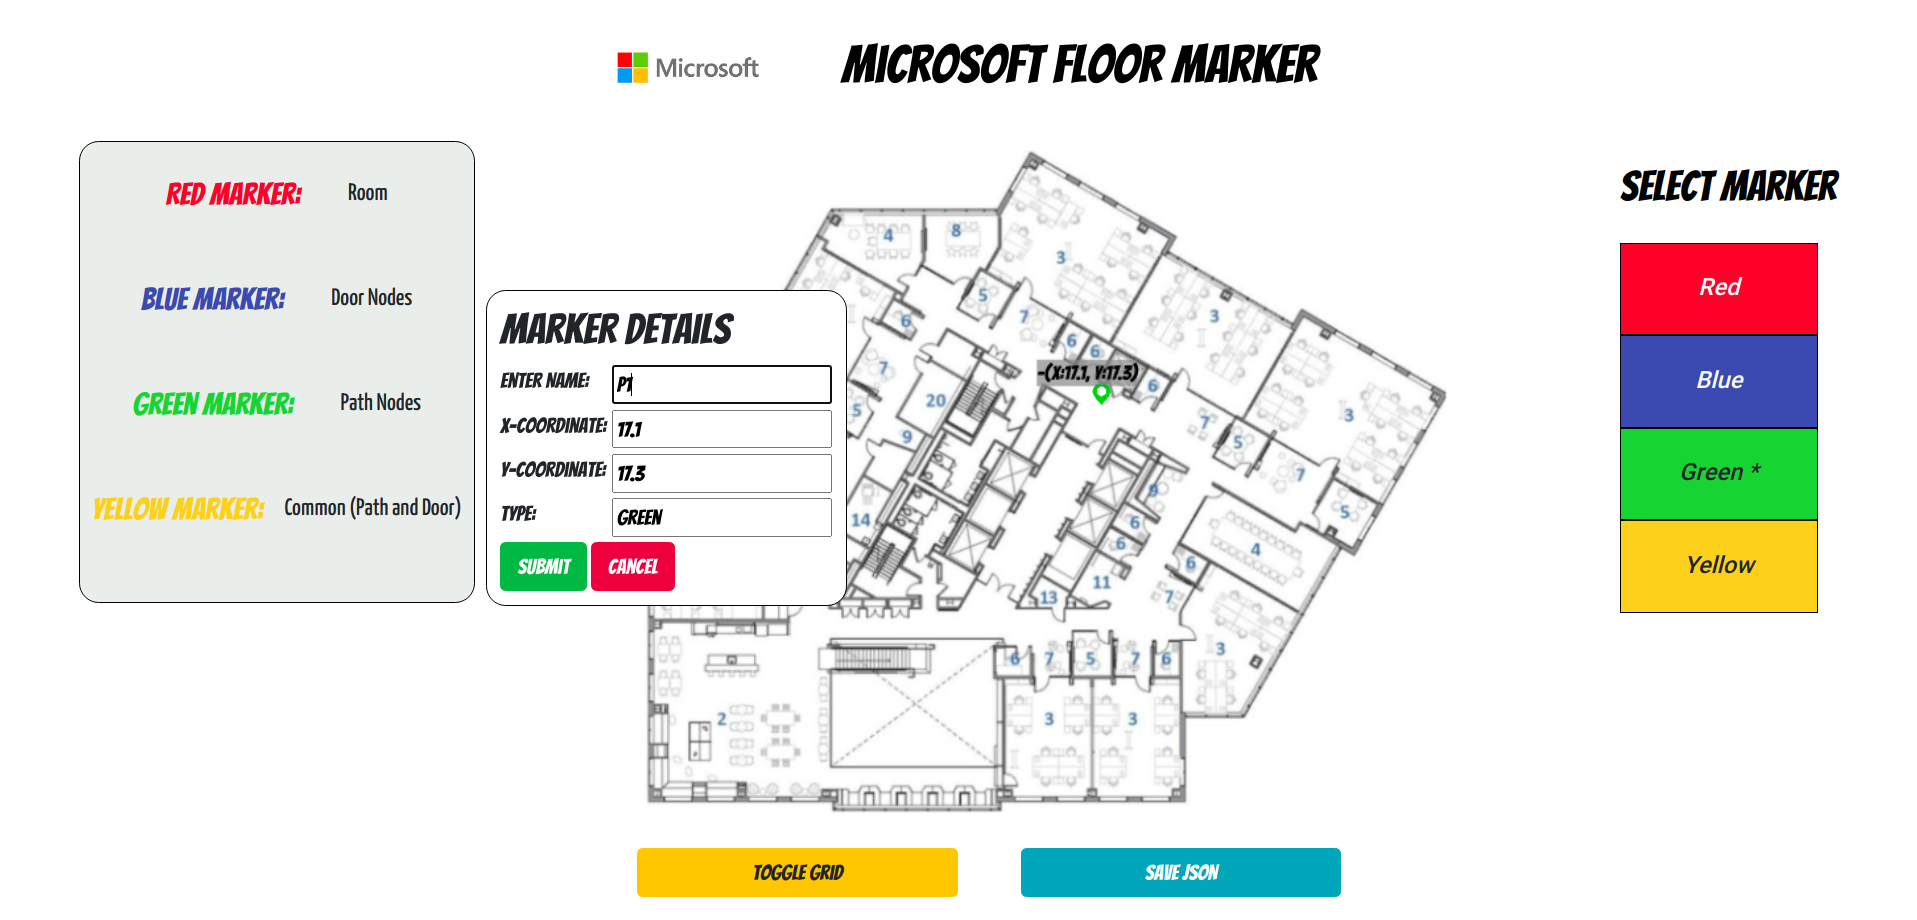 Microsoft
MICROSOFT FLOOR MARKER
RED MARKER: Room
BLUE MARKER: Door Nodes
GREEN MARKER: Path Nodes
YELLOW MARKER: Common (Path and Door)
MARKER DETAILS
ENTER NAME: P1
X-COORDINATE: 17.1
Y-COORDINATE: 17.3
TYPE: GREEN
SUBMIT CANCEL
4
8
3
5
6
7
3
6
6
-(X:17.1, Y:17.3)
6
7
20
5
9
3
7
5
7
9
5
14
6
6
4
6
11
13
7
3
6
7
5
7
6
2
3
3
SELECT MARKER
Red
Blue
Green *
Yellow
TOGGLE GRID
SAVE JSON